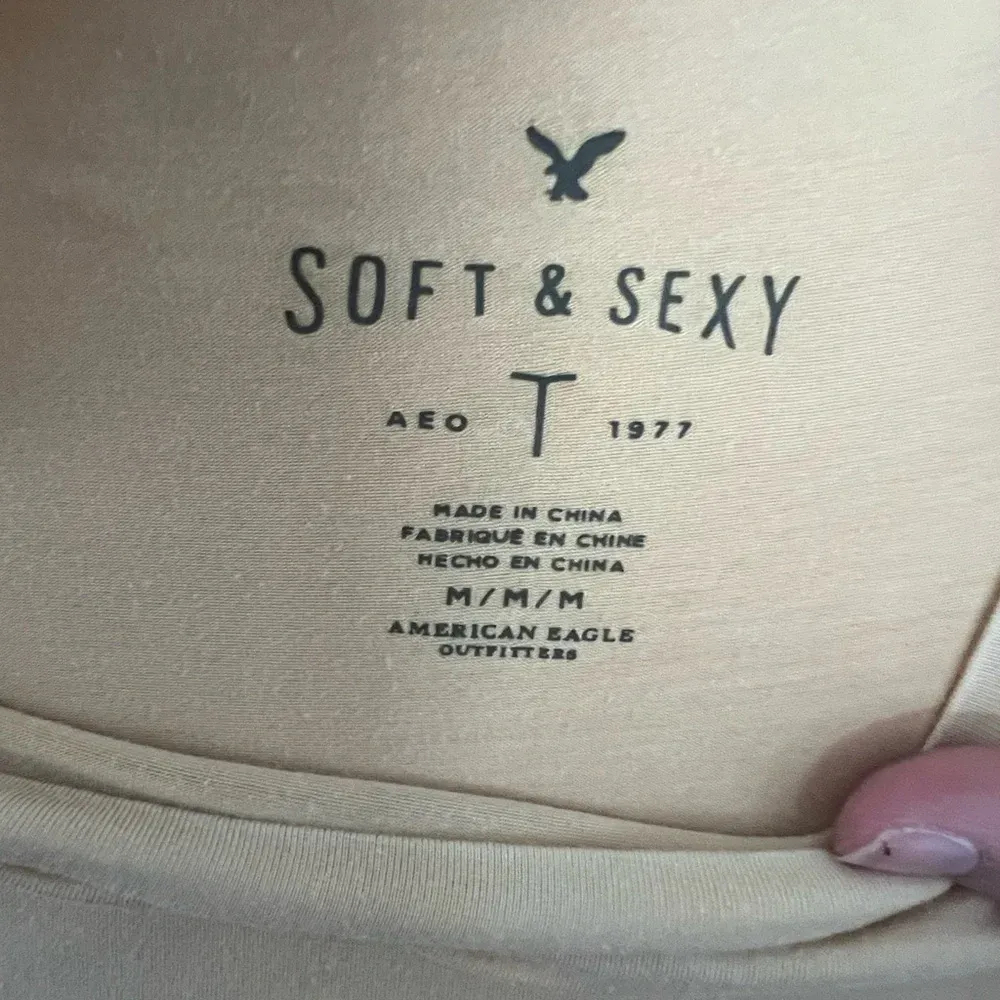 SOFT & SEXY
T
AEO 1977
MADE IN CHINA
FABRIQUÉ EN CHINE
HECHO EN CHINA
M/M/M
AMERICAN EAGLE
OUTFITTERS